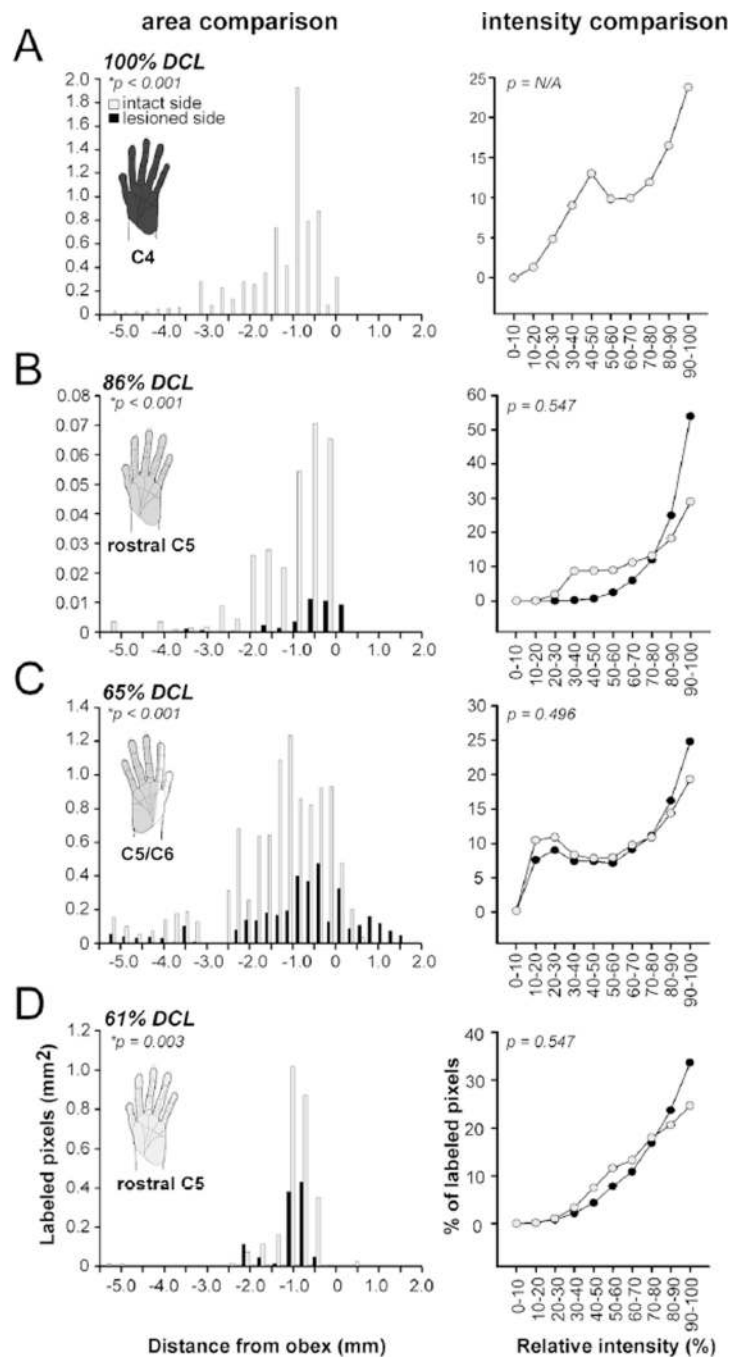 area comparison
intensity comparison
A
100% DCL
*p < 0.001
intact side
lesioned side
C4
2.0
1.8
1.6
1.4
1.2
1.0
0.8
0.6
0.4
0.2
0
-5.0 -4.0 -3.0 -2.0 -1.0 0 1.0 2.0
p = N/A
25
20
15
10
5
0
0-10 10-20 20-30 30-40 40-50 50-60 60-70 70-80 80-90 90-100
B
86% DCL
*p < 0.001
rostral C5
0.08
0.07
0.06
0.05
0.04
0.03
0.02
0.01
0
-5.0 -4.0 -3.0 -2.0 -1.0 0 1.0 2.0
p = 0.547
60
50
40
30
20
10
0
0-10 10-20 20-30 30-40 40-50 50-60 60-70 70-80 80-90 90-100
C
65% DCL
*p < 0.001
C5/C6
1.4
1.2
1.0
0.8
0.6
0.4
0.2
0
-5.0 -4.0 -3.0 -2.0 -1.0 0 1.0 2.0
p = 0.496
25
20
15
10
5
0
0-10 10-20 20-30 30-40 40-50 50-60 60-70 70-80 80-90 90-100
D
61% DCL
*p = 0.003
rostral C5
Labeled pixels (mm2)
1.2
1.0
0.8
0.6
0.4
0.2
0
-5.0 -4.0 -3.0 -2.0 -1.0 0 1.0 2.0
Distance from obex (mm)
p = 0.547
% of labeled pixels
40
30
20
10
0
0-10 10-20 20-30 30-40 40-50 50-60 60-70 70-80 80-90 90-100
Relative intensity (%)